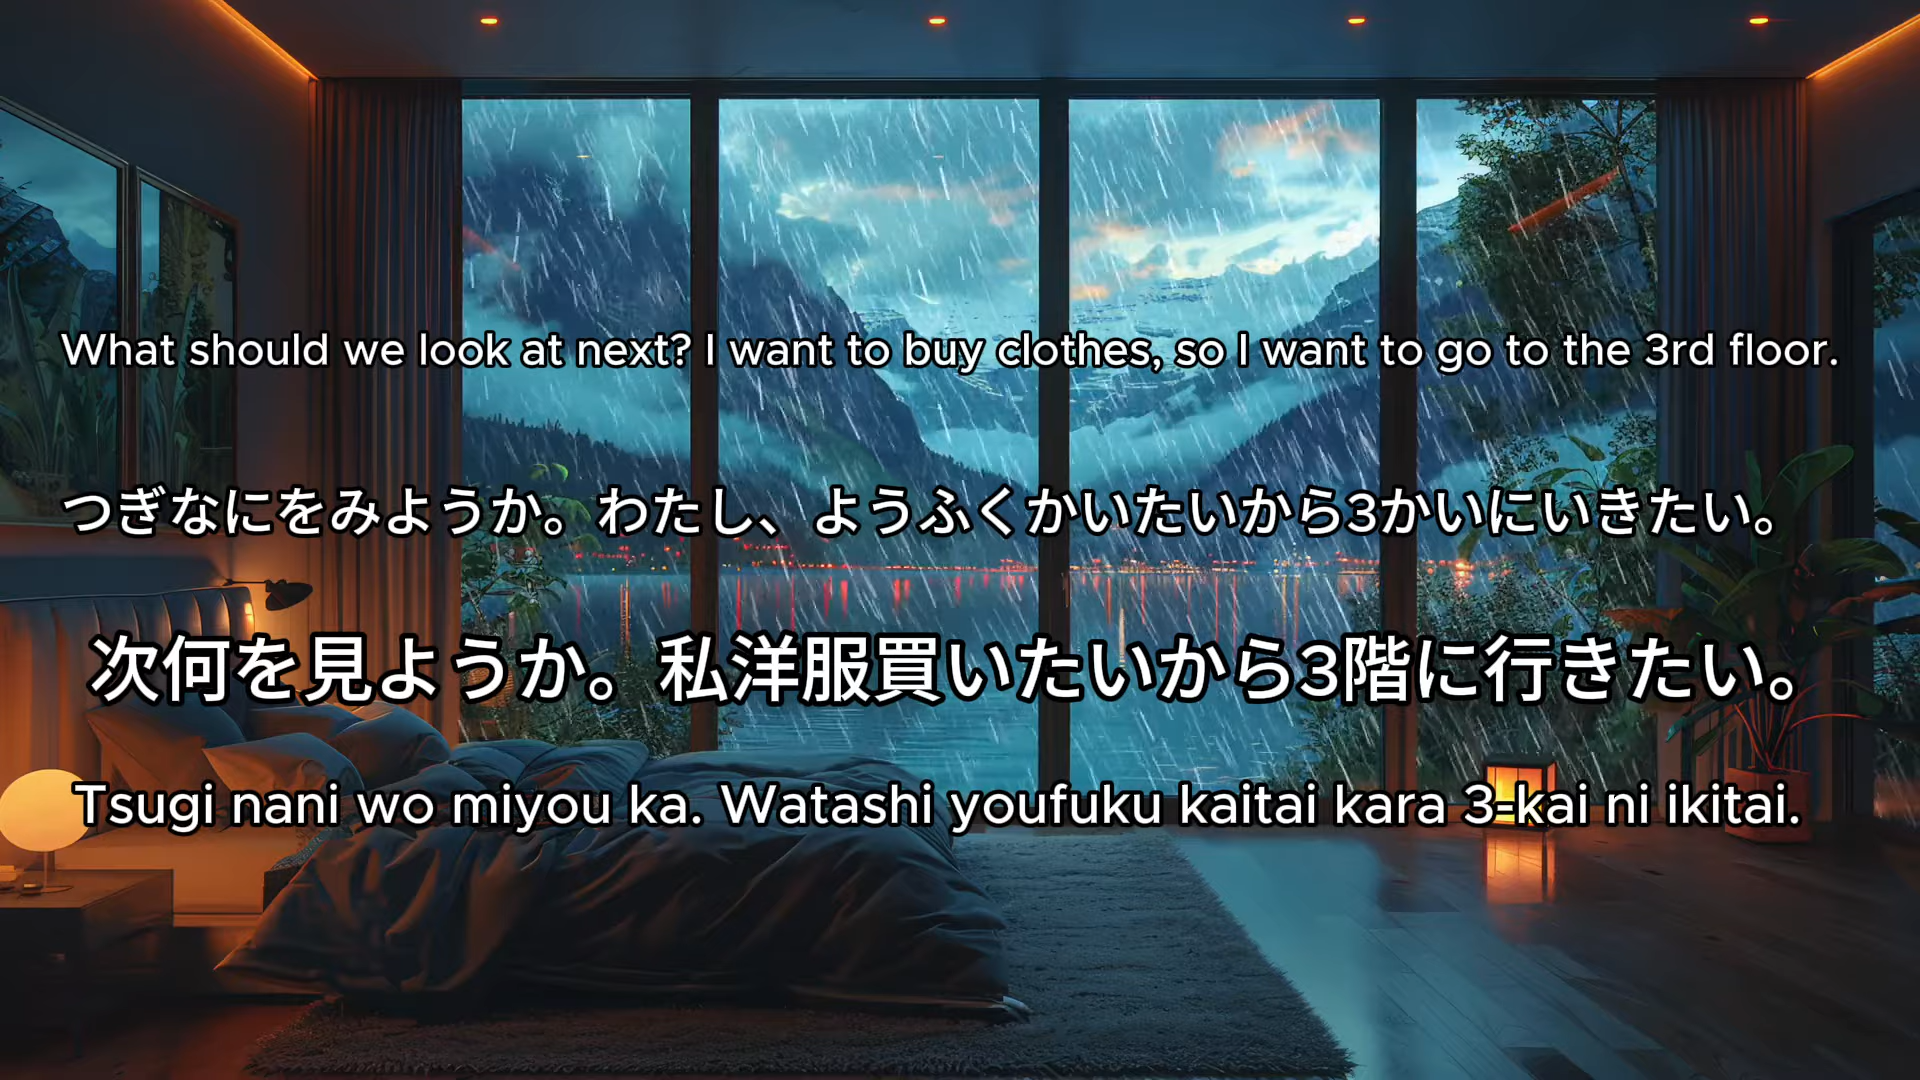 What should we look at next? I want to buy clothes, so I want to go to the 3rd floor.
つぎなにをみようか。わたし、ようふくかいたいから3かいにいきたい。
次何を見ようか。私洋服買いたいから3階に行きたい。
Tsugi nani wo miyou ka. Watashi youfuku kaitai kara 3-kai ni ikitai.